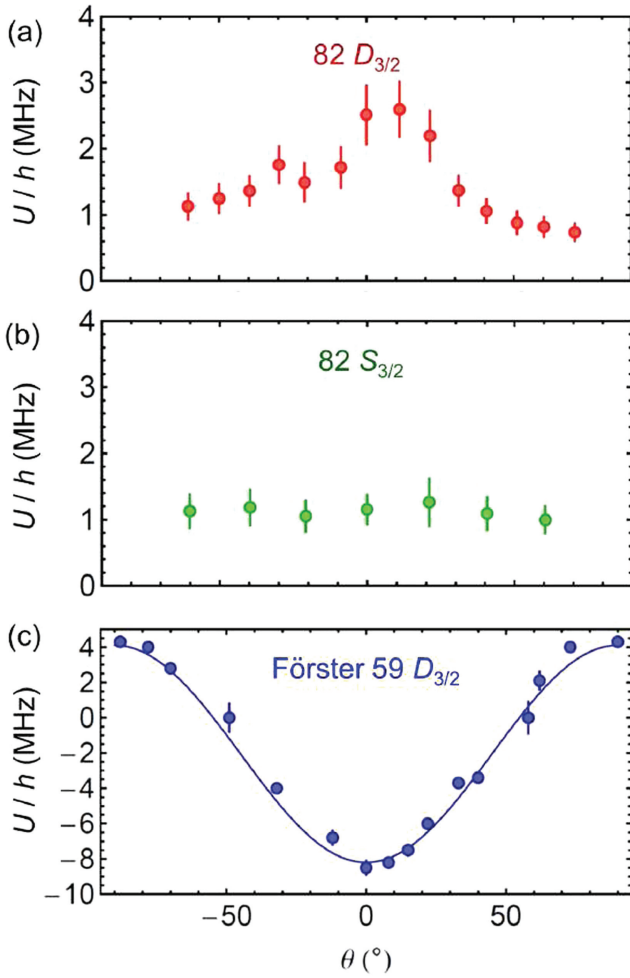 (a)
82 D3/2
U / h (MHz)
4
3
2
1
0
(b)
82 S3/2
U / h (MHz)
4
3
2
1
0
(c)
Förster 59 D3/2
U / h (MHz)
4
2
0
−2
−4
−6
−8
−10
−50 0 50
θ (°)